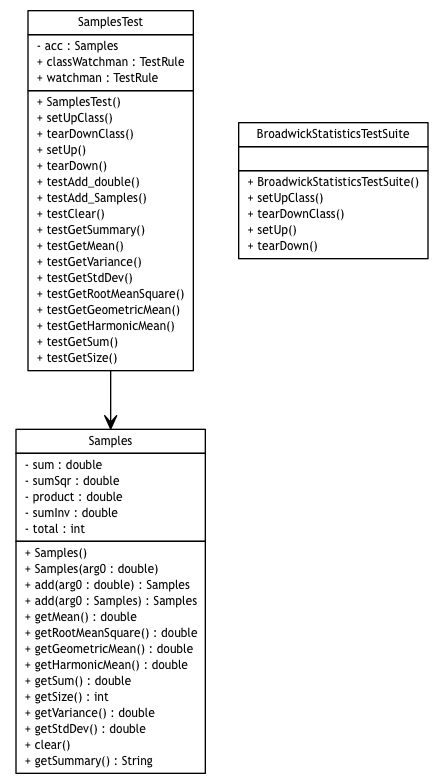 SamplesTest
- acc : Samples
+ classWatchman : TestRule
+ watchman : TestRule
+ SamplesTest()
+ setUpClass()
+ tearDownClass()
+ setUp()
+ tearDown()
+ testAdd_double()
+ testAdd_Samples()
+ testClear()
+ testGetSummary()
+ testGetMean()
+ testGetVariance()
+ testGetStdDev()
+ testGetRootMeanSquare()
+ testGetGeometricMean()
+ testGetHarmonicMean()
+ testGetSum()
+ testGetSize()
BroadwickStatisticsTestSuite
+ BroadwickStatisticsTestSuite()
+ setUpClass()
+ tearDownClass()
+ setUp()
+ tearDown()
Samples
- sum : double
- sumSqr : double
- product : double
- sumInv : double
- total : int
+ Samples()
+ Samples(arg0 : double)
+ add(arg0 : double) : Samples
+ add(arg0 : Samples) : Samples
+ getMean() : double
+ getRootMeanSquare() : double
+ getGeometricMean() : double
+ getHarmonicMean() : double
+ getSum() : double
+ getSize() : int
+ getVariance() : double
+ getStdDev() : double
+ clear()
+ getSummary() : String